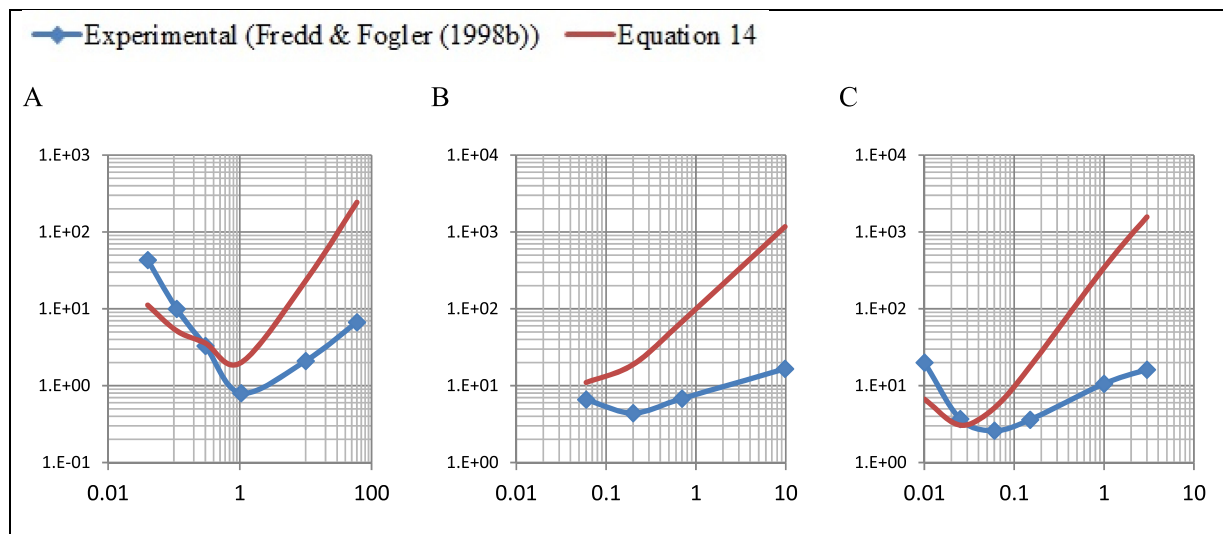 Experimental (Fredd & Fogler (1998b)) Equation 14
A B C
1.E+03 1.E+04 1.E+04
1.E+02 1.E+03 1.E+03
1.E+01 1.E+02 1.E+02
1.E+00 1.E+01 1.E+01
1.E-01 1.E+00 1.E+00
0.01 1 100 0.01 0.1 1 10 0.01 0.1 1 10